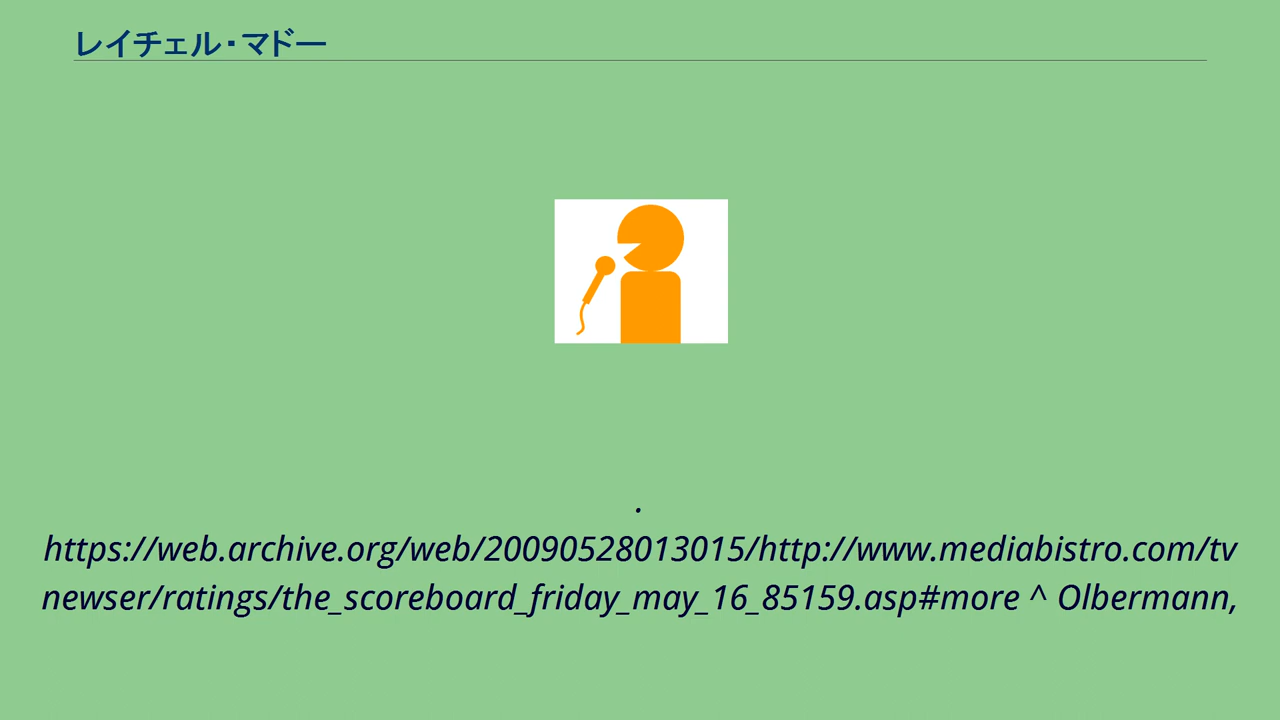 レイチェル・マドー
.
https://web.archive.org/web/20090528013015/http://www.mediabistro.com/tv
newser/ratings/the_scoreboard_friday_may_16_85159.asp#more ^ Olbermann,